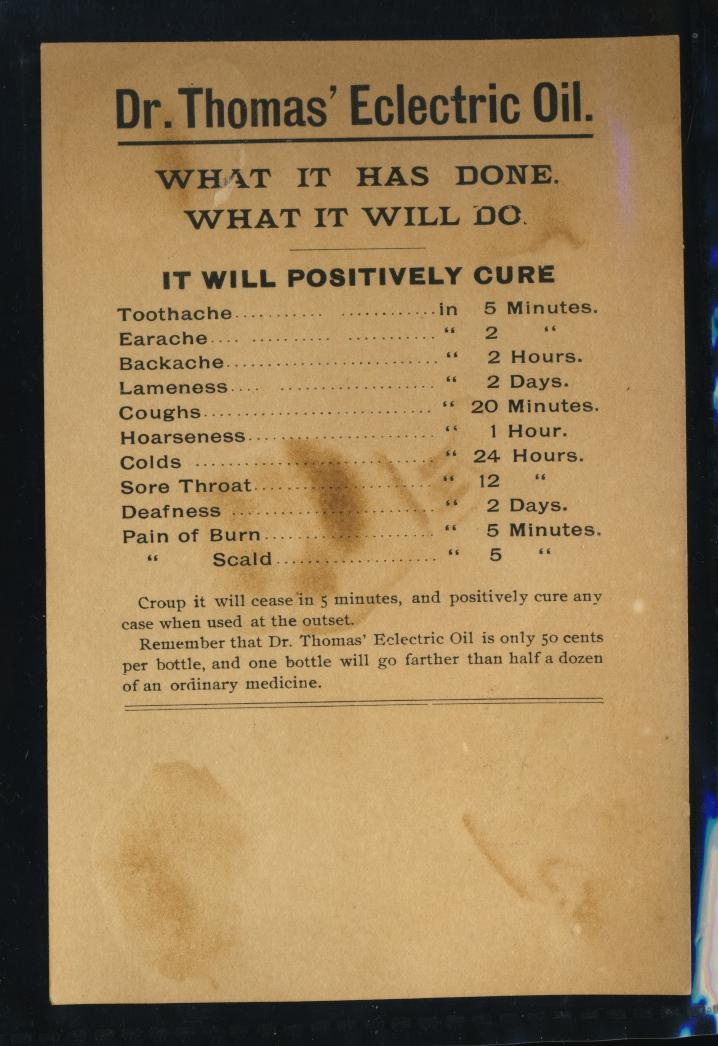 Dr. Thomas' Eclectric Oil.
WHAT IT HAS DONE.
WHAT IT WILL DO.
IT WILL POSITIVELY CURE
Toothache........... ............in 5 Minutes.
Earache.... ........... ..........." 2 "
Backache..........................." 2 Hours.
Lameness.... ...................." 2 Days.
Coughs............................" 20 Minutes.
Hoarseness......................." 1 Hour.
Colds ............................" 24 Hours.
Sore Throat......................" 12 "
Deafness ........................" 2 Days.
Pain of Burn....................." 5 Minutes.
" Scald...................." 5 "
Croup it will cease in 5 minutes, and positively cure any
case when used at the outset.
Remember that Dr. Thomas' Eclectric Oil is only 50 cents
per bottle, and one bottle will go farther than half a dozen
of an ordinary medicine.